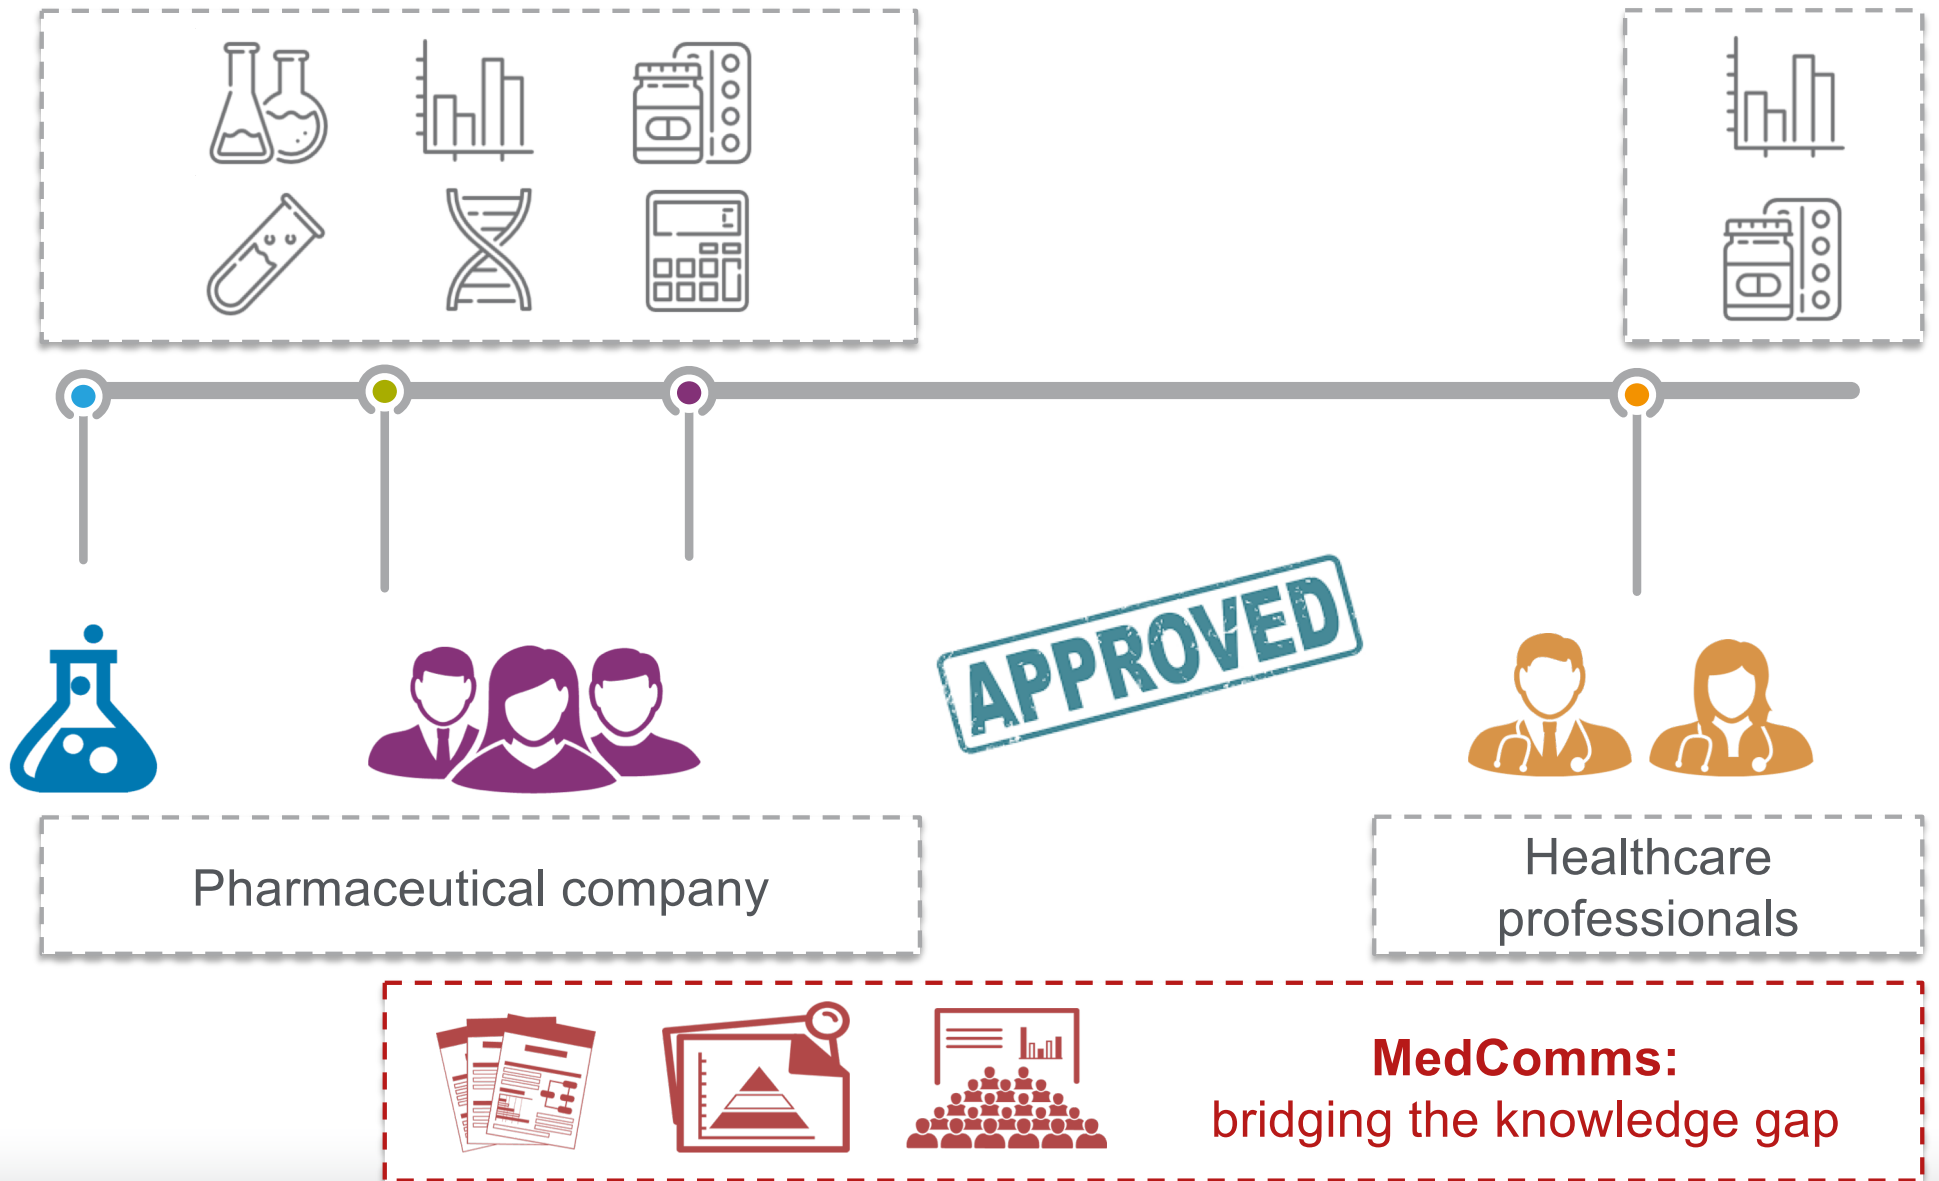 APPROVED
Pharmaceutical company
Healthcare
professionals
MedComms:
bridging the knowledge gap